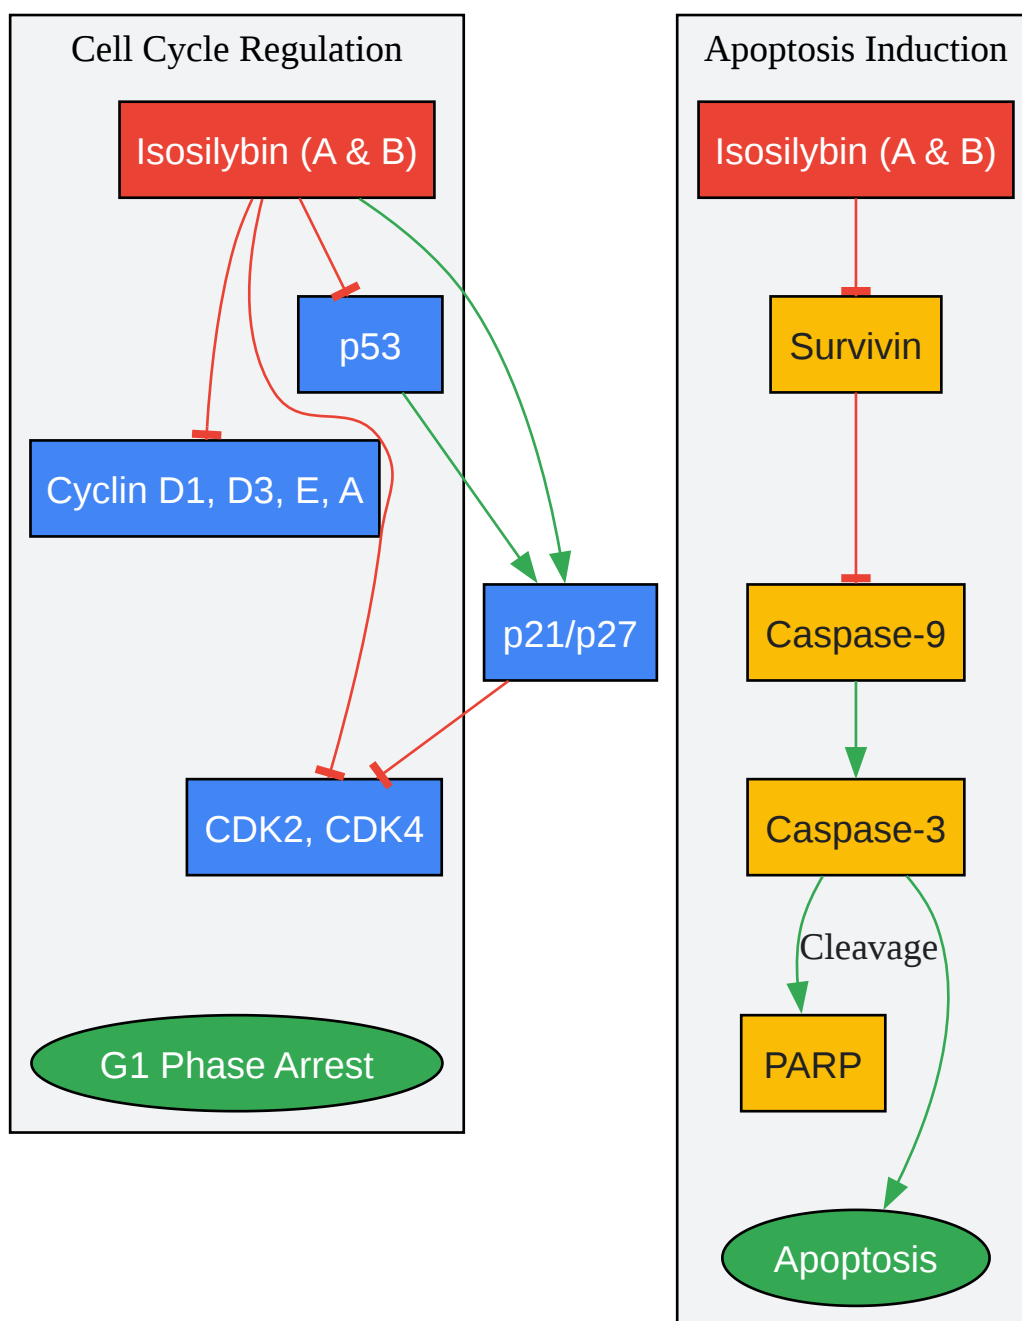 Cell Cycle Regulation
Isosilybin (A & B)
p53
Cyclin D1, D3, E, A
p21/p27
CDK2, CDK4
G1 Phase Arrest
Apoptosis Induction
Isosilybin (A & B)
Survivin
Caspase-9
Caspase-3
Cleavage
PARP
Apoptosis